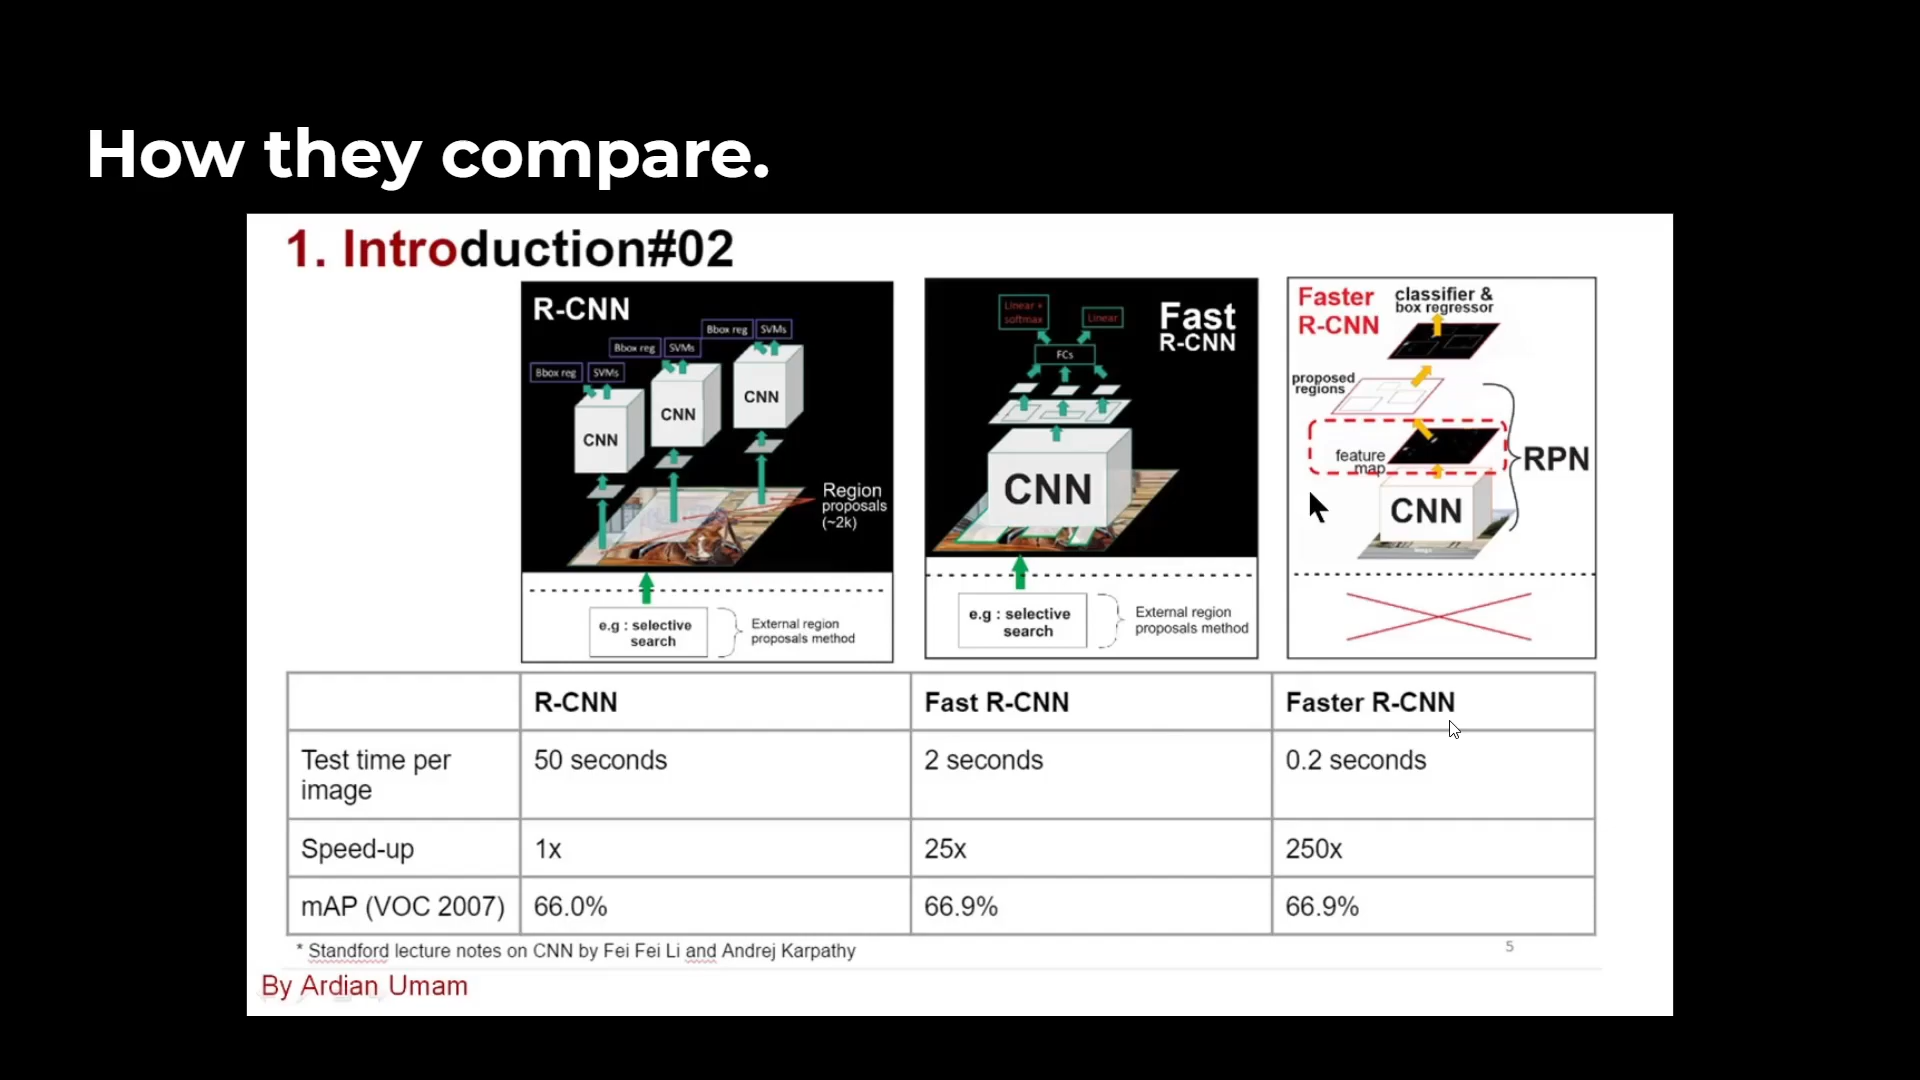 How they compare.
1. Introduction#02
R-CNN
Bbox reg SVMs
Bbox reg SVMs
Bbox reg SVMs
CNN
CNN
CNN
Region
proposals
(~2k)
e.g : selective
search
External region
proposals method
Fast
R-CNN
Linear +
softmax
Linear
FCs
CNN
e.g : selective
search
External region
proposals method
Faster
R-CNN
classifier &
box regressor
proposed
regions
feature
map
RPN
CNN
R-CNN Fast R-CNN Faster R-CNN
Test time per
image
50 seconds 2 seconds 0.2 seconds
Speed-up 1x 25x 250x
mAP (VOC 2007) 66.0% 66.9% 66.9%
* Standford lecture notes on CNN by Fei Fei Li and Andrej Karpathy
5
By Ardian Umam